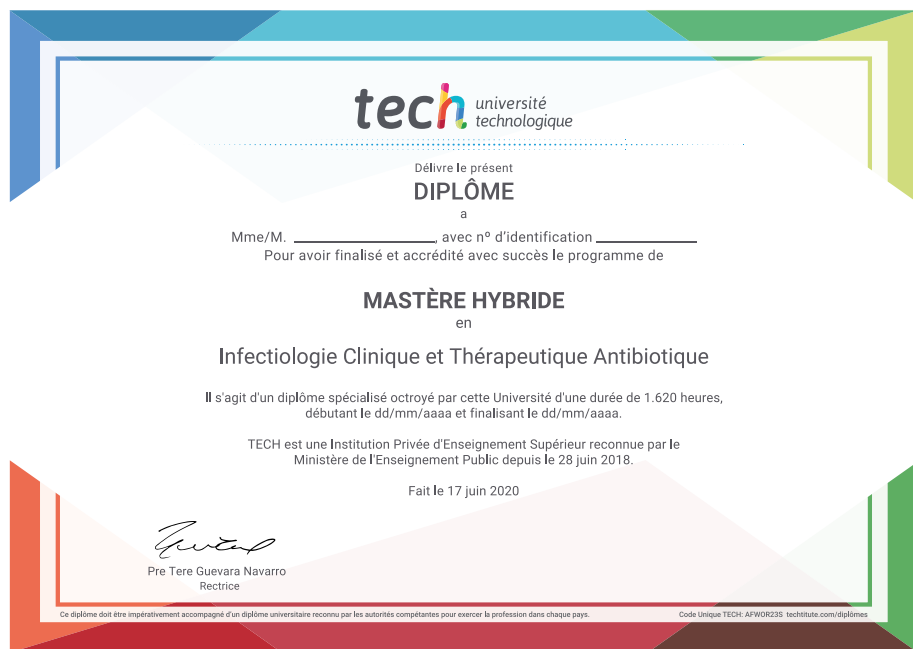 tech université
technologique
Délivre le présent
DIPLÔME
a
Mme/M. ____________, avec nº d'identification ____________
Pour avoir finalisé et accrédité avec succès le programme de
MASTÈRE HYBRIDE
en
Infectiologie Clinique et Thérapeutique Antibiotique
Il s'agit d'un diplôme spécialisé octroyé par cette Université d'une durée de 1.620 heures,
débutant le dd/mm/aaaa et finalisant le dd/mm/aaaa.
TECH est une Institution Privée d'Enseignement Supérieur reconnue par le
Ministère de l'Enseignement Public depuis le 28 juin 2018.
Fait le 17 juin 2020
Pre Tere Guevara Navarro
Rectrice
Ce diplôme doit être impérativement accompagné d'un diplôme universitaire reconnu par les autorités compétantes pour exercer la profession dans chaque pays.
Code Unique TECH: AFWOR23S techtitute.com/diplômes